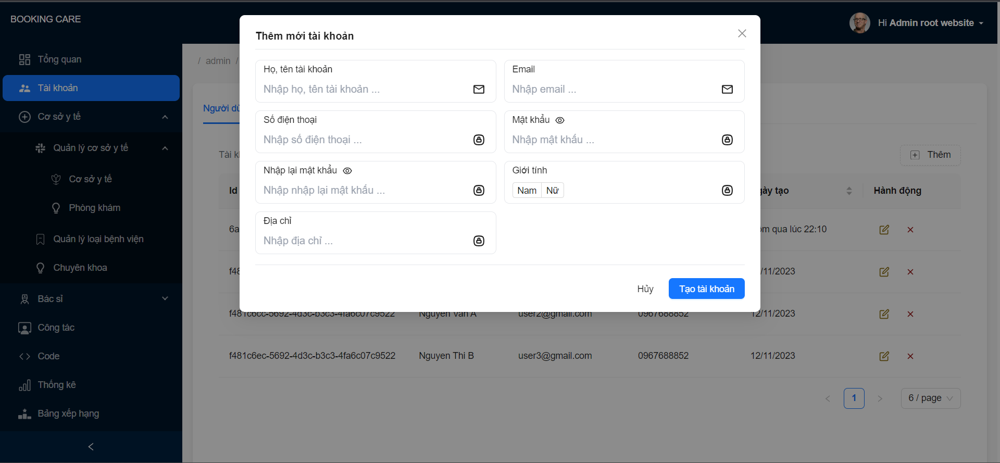 BOOKING CARE
Hi Admin root website
Tổng quan
Tài khoản
Cơ sở y tế
Quản lý cơ sở y tế
Cơ sở y tế
Phòng khám
Quản lý loại bệnh viện
Chuyên khoa
Bác sĩ
Công tác
Code
Thống kê
Bảng xếp hạng
/ admin /
Người
Tài
Thêm
Thêm mới tài khoản
Họ, tên tài khoản
Nhập họ, tên tài khoản ...
Email
Nhập email ...
Số điện thoại
Nhập số điện thoại ...
Mật khẩu
Nhập mật khẩu ...
Nhập lại mật khẩu
Nhập nhập lại mật khẩu ...
Giới tính
Nam Nữ
Địa chỉ
Nhập địa chỉ ...
Hủy
Tạo tài khoản
Id tạo Hành động
6a qua lúc 22:10
f48 /11/2023
f481c6cc-5692-4d3c-b3c3-4fa6c07c9522 Nguyen Van A user2@gmail.com 0967688852 12/11/2023
f481c6ec-5692-4d3c-b3c3-4fa6c07c9522 Nguyen Thi B user3@gmail.com 0967688852 12/11/2023
1
6 / page